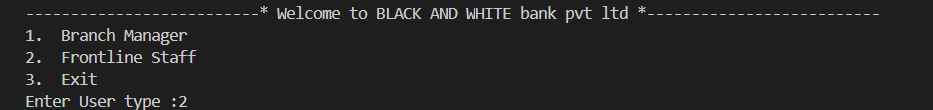 --------------------------* Welcome to BLACK AND WHITE bank pvt ltd *--------------------------
1.  Branch Manager
2.  Frontline Staff
3.  Exit
Enter User type :2